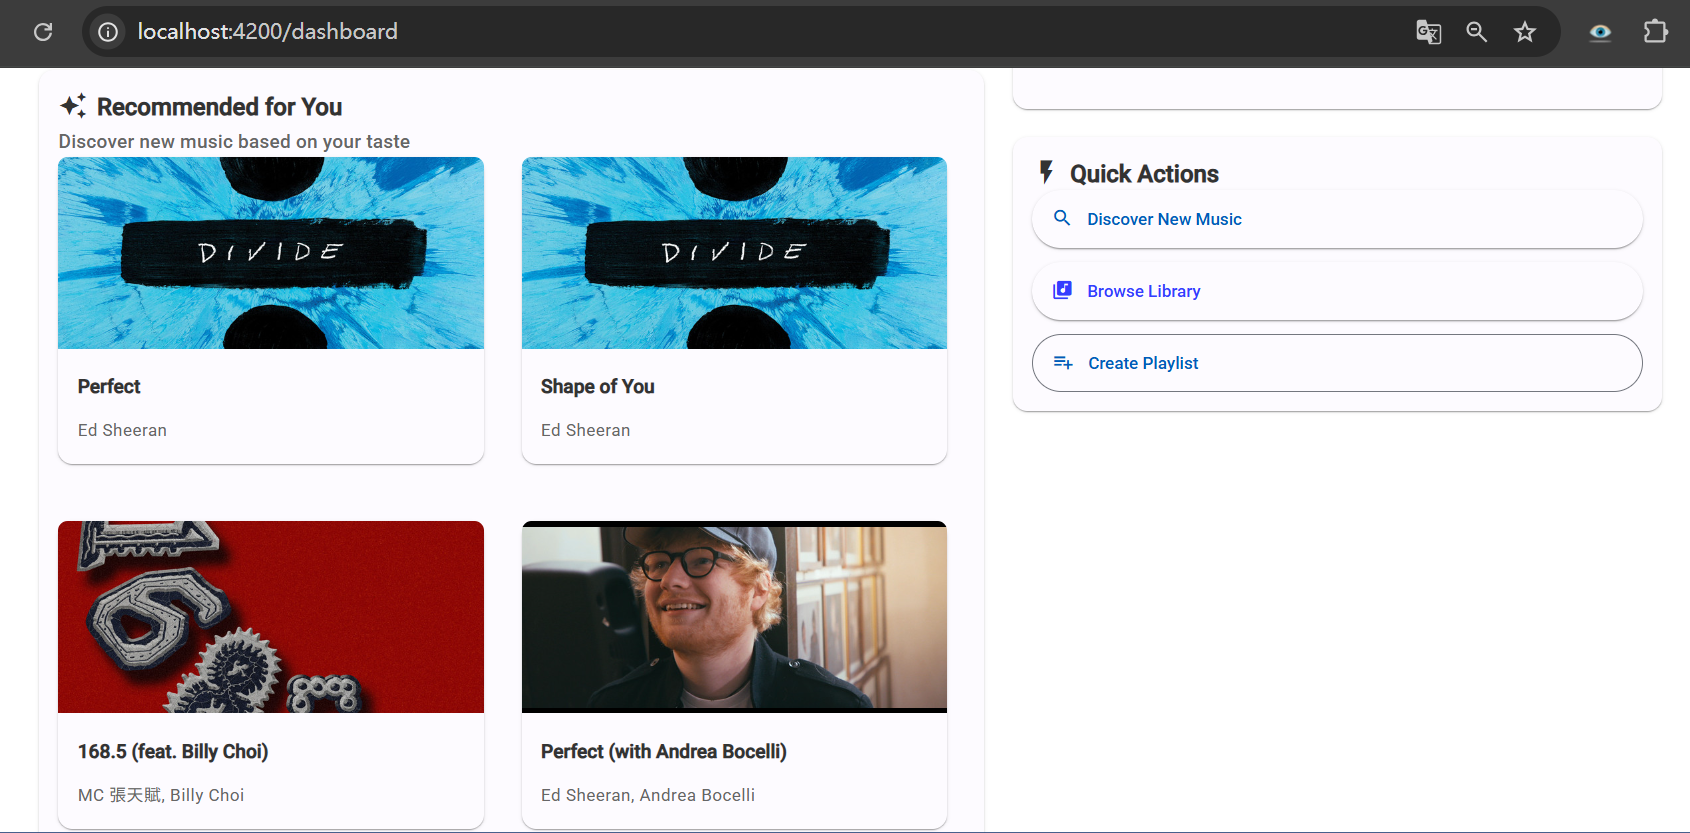 localhost:4200/dashboard
Recommended for You
Discover new music based on your taste
DIVIDE
DIVIDE
Perfect
Shape of You
Ed Sheeran
Ed Sheeran
168.5 (feat. Billy Choi)
Perfect (with Andrea Bocelli)
MC 張天賦, Billy Choi
Ed Sheeran, Andrea Bocelli
Quick Actions
Discover New Music
Browse Library
Create Playlist